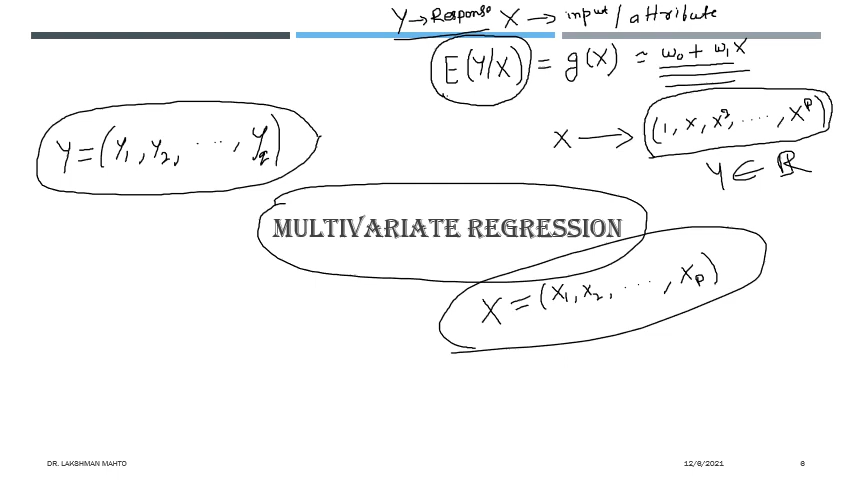 Y → Response X → input / attribute
E(Y/X) = g(X) = w₀ + w₁X
X → (1, x, x², ...., x^p)
Y ∈ ℝ
Y = (Y₁, Y₂, ..., Y_q)
MULTIVARIATE REGRESSION
X = (X₁, X₂, ..., X_p)
DR. LAKSHMAN MAHTO 12/8/2021 6